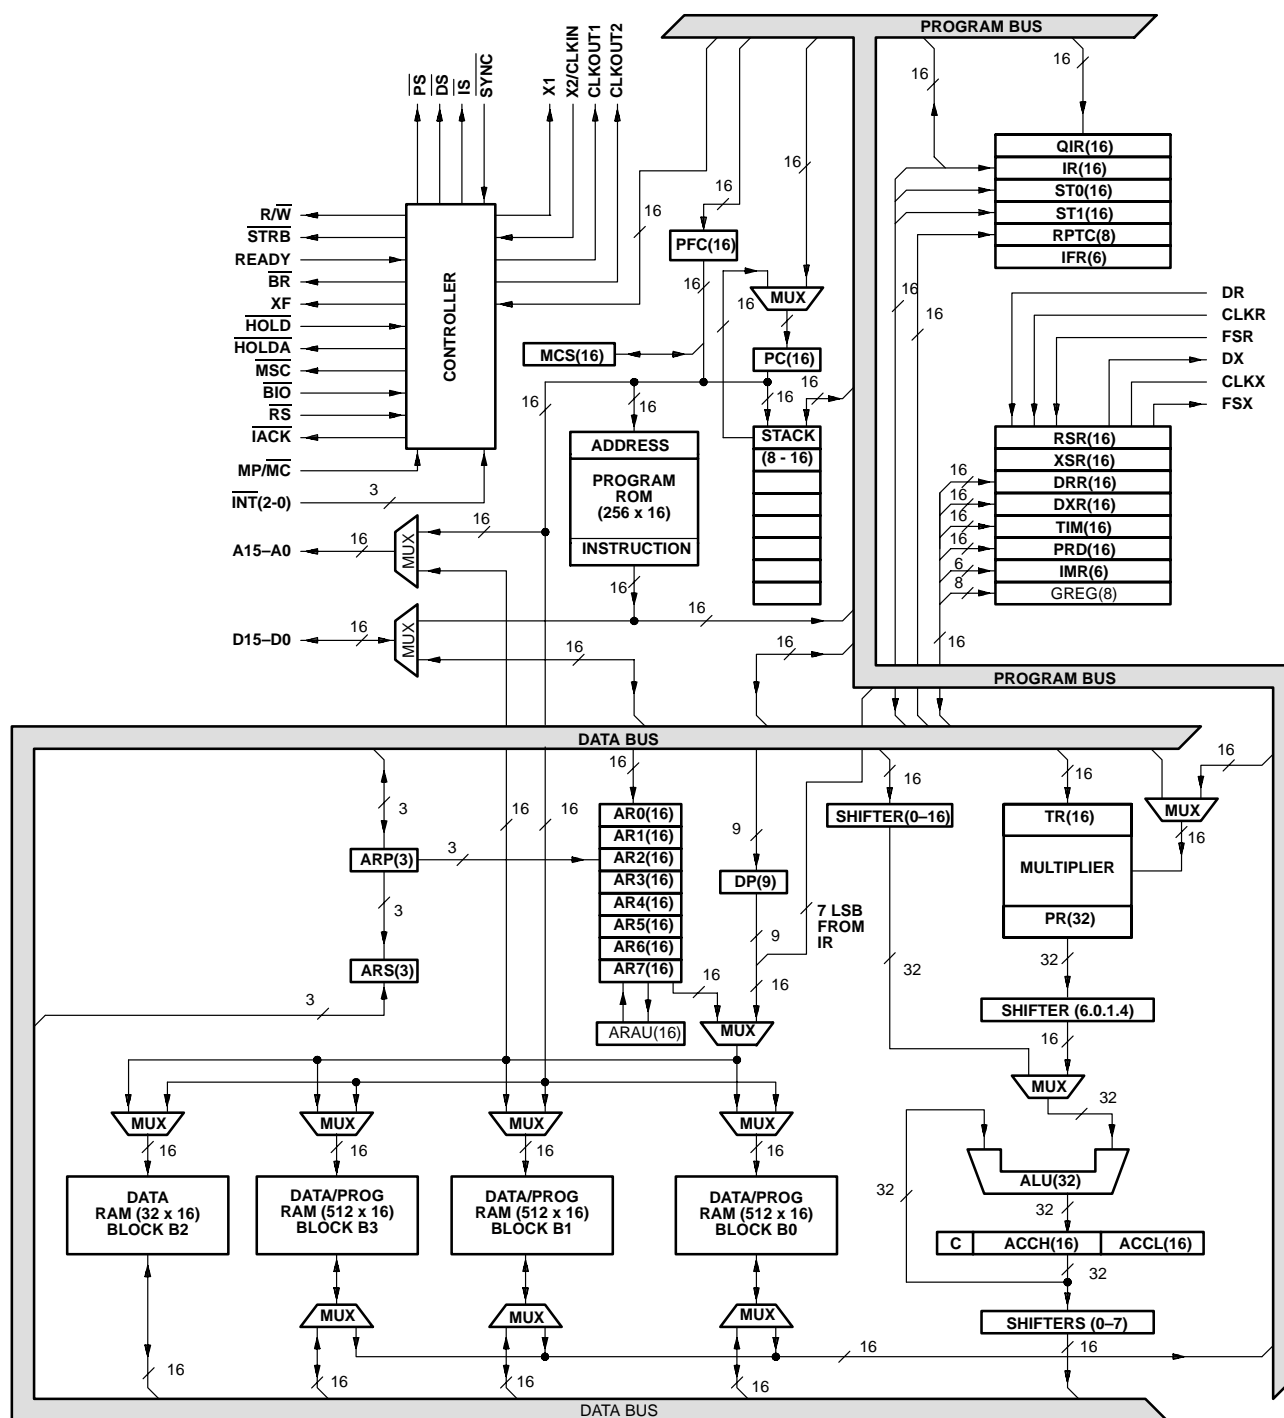 PROGRAM BUS
PS
DS
IS
SYNC
X1
X2/CLKIN
CLKOUT1
CLKOUT2
16
16
16
16
16
R/W
STRB
READY
BR
XF
HOLD
HOLDA
MSC
BIO
RS
IACK
MP/MC
INT(2-0)
3
CONTROLLER
16
PFC(16)
16
16
MUX
MCS(16)
PC(16)
16
16
16
16
ADDRESS
PROGRAM
ROM
(256 x 16)
INSTRUCTION
16
STACK
(8 - 16)
QIR(16)
IR(16)
ST0(16)
ST1(16)
RPTC(8)
IFR(6)
16
16
DR
CLKR
FSR
DX
CLKX
FSX
RSR(16)
XSR(16)
DRR(16)
DXR(16)
TIM(16)
PRD(16)
IMR(6)
GREG(8)
16
16
16
16
6
8
16
A15–A0
16
MUX
16
D15–D0
16
MUX
16
16
16
PROGRAM BUS
DATA BUS
3
16
16
16
16
16
16
ARP(3)
3
3
ARS(3)
3
AR0(16)
AR1(16)
AR2(16)
AR3(16)
AR4(16)
AR5(16)
AR6(16)
AR7(16)
ARAU(16)
16
9
DP(9)
9
16
MUX
7 LSB
FROM
IR
SHIFTER(0–16)
32
TR(16)
MULTIPLIER
PR(32)
MUX
16
32
SHIFTER (6.0.1.4)
16
MUX
32
ALU(32)
32
32
C
ACCH(16)
ACCL(16)
32
SHIFTERS (0–7)
16
MUX
MUX
MUX
MUX
16
16
16
16
DATA
RAM (32 x 16)
BLOCK B2
DATA/PROG
RAM (512 x 16)
BLOCK B3
DATA/PROG
RAM (512 x 16)
BLOCK B1
DATA/PROG
RAM (512 x 16)
BLOCK B0
MUX
MUX
MUX
16
16
16
16
16
DATA BUS